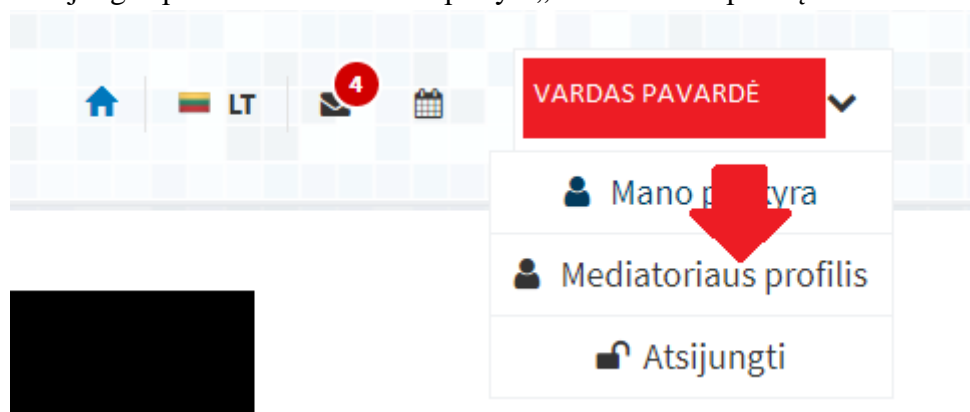 4
LT
VARDAS PAVARDĖ
Mano
Mediatoriaus profilis
Atsijungti